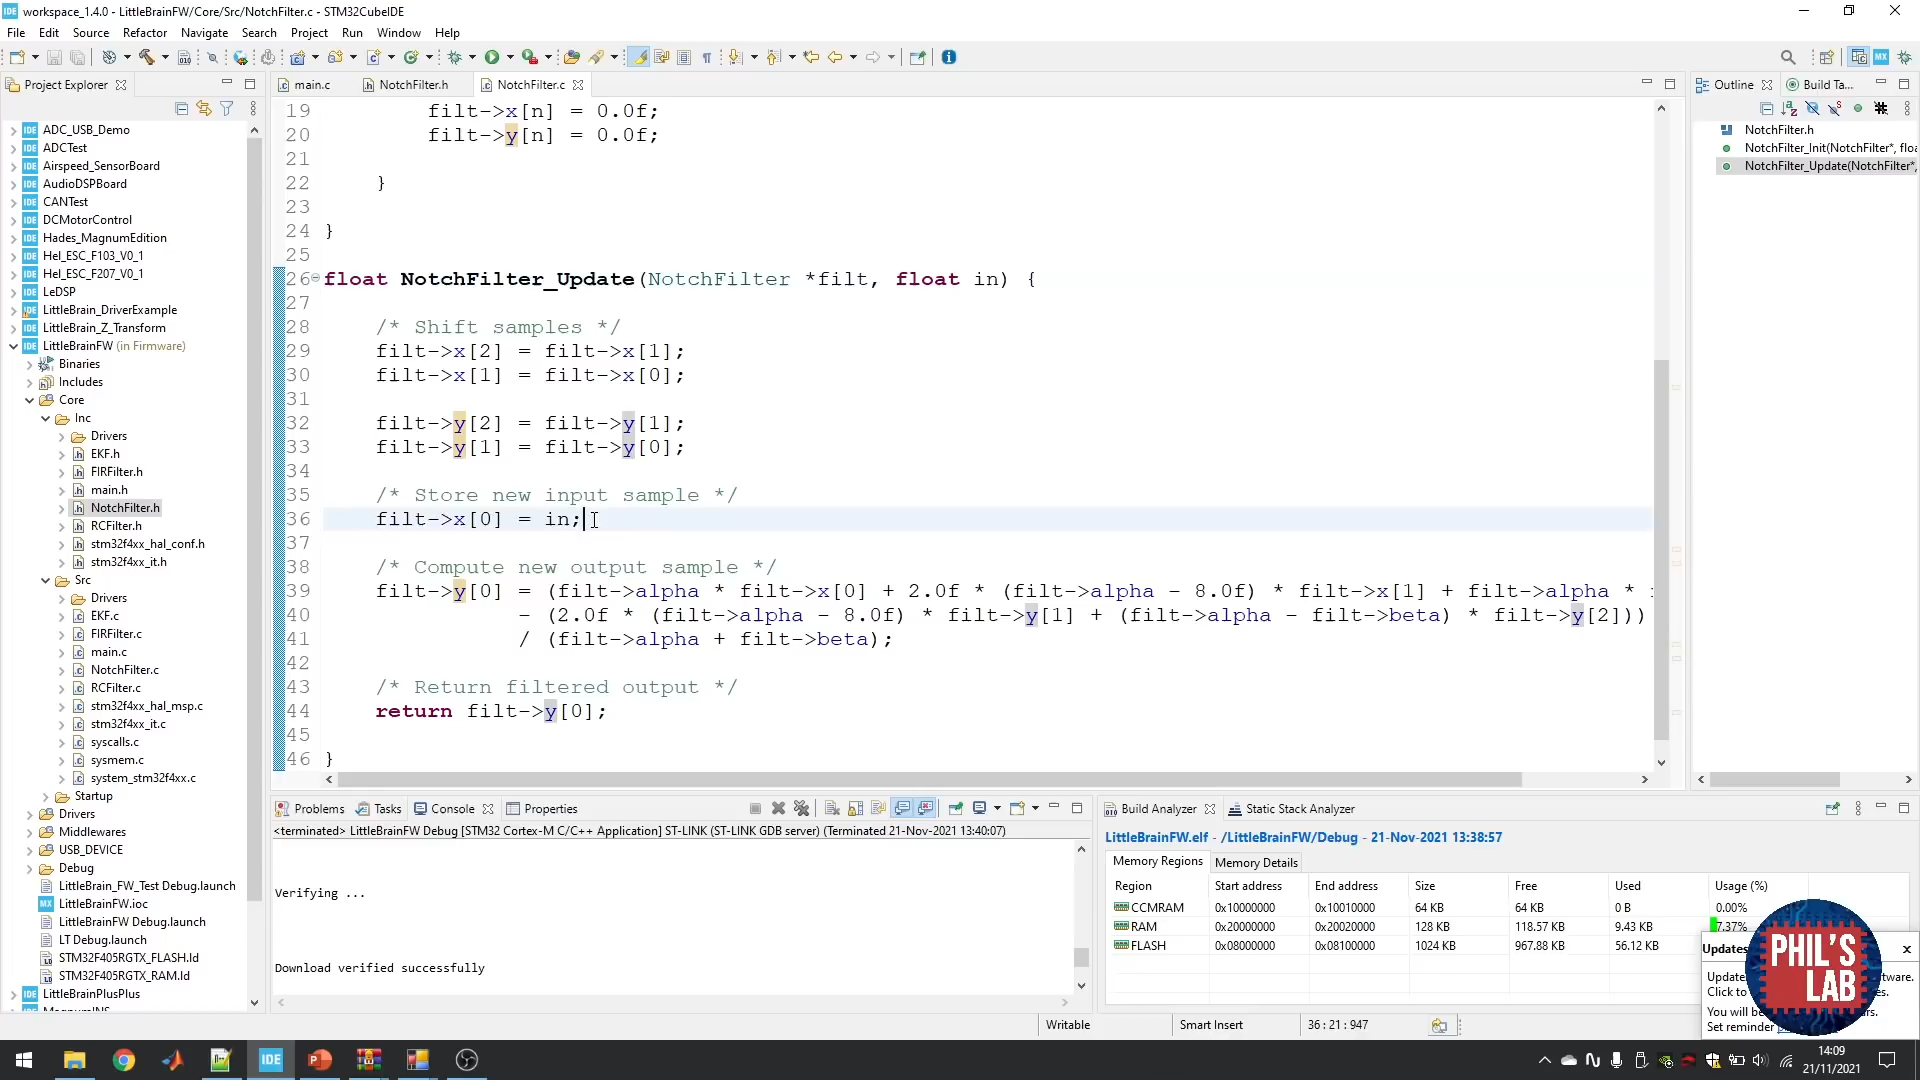 workspace_1.4.0 - LittleBrainFW/Core/Src/NotchFilter.c - STM32CubeIDE
File Edit Source Refactor Navigate Search Project Run Window Help
Project Explorer
main.c NotchFilter.h NotchFilter.c
Outline Build Ta...
ADC_USB_Demo
ADCTest
Airspeed_SensorBoard
AudioDSPBoard
CANTest
DCMotorControl
Hades_MagnumEdition
Hel_ESC_F103_V0_1
Hel_ESC_F207_V0_1
LeDSP
LittleBrain_DriverExample
LittleBrain_Z_Transform
LittleBrainFW (in Firmware)
Binaries
Includes
Core
Inc
Drivers
EKF.h
FIRFilter.h
main.h
NotchFilter.h
RCFilter.h
stm32f4xx_hal_conf.h
stm32f4xx_it.h
Src
Drivers
EKF.c
FIRFilter.c
main.c
NotchFilter.c
RCFilter.c
stm32f4xx_hal_msp.c
stm32f4xx_it.c
syscalls.c
sysmem.c
system_stm32f4xx.c
Startup
Drivers
Middlewares
USB_DEVICE
Debug
LittleBrain_FW_Test Debug.launch
LittleBrainFW.ioc
LittleBrainFW Debug.launch
LT Debug.launch
STM32F405RGTX_FLASH.ld
STM32F405RGTX_RAM.ld
LittleBrainPlusPlus
19 filt->x[n] = 0.0f;
20 filt->y[n] = 0.0f;
21
22 }
23
24 }
25
26 float NotchFilter_Update(NotchFilter *filt, float in) {
27
28 /* Shift samples */
29 filt->x[2] = filt->x[1];
30 filt->x[1] = filt->x[0];
31
32 filt->y[2] = filt->y[1];
33 filt->y[1] = filt->y[0];
34
35 /* Store new input sample */
36 filt->x[0] = in;
37
38 /* Compute new output sample */
39 filt->y[0] = (filt->alpha * filt->x[0] + 2.0f * (filt->alpha - 8.0f) * filt->x[1] + filt->alpha *
40 - (2.0f * (filt->alpha - 8.0f) * filt->y[1] + (filt->alpha - filt->beta) * filt->y[2]))
41 / (filt->alpha + filt->beta);
42
43 /* Return filtered output */
44 return filt->y[0];
45
46 }
NotchFilter.h
NotchFilter_Init(NotchFilter*, floa
NotchFilter_Update(NotchFilter*,
Problems Tasks Console Properties
<terminated> LittleBrainFW Debug [STM32 Cortex-M C/C++ Application] ST-LINK (ST-LINK GDB server) (Terminated 21-Nov-2021 13:40:07)
Verifying ...
Download verified successfully
Build Analyzer Static Stack Analyzer
LittleBrainFW.elf - /LittleBrainFW/Debug - 21-Nov-2021 13:38:57
Memory Regions Memory Details
Region Start address End address Size Free Used Usage (%)
CCMRAM 0x10000000 0x10010000 64 KB 64 KB 0 B 0.00%
RAM 0x20000000 0x20020000 128 KB 118.57 KB 9.43 KB 7.37%
FLASH 0x08000000 0x08100000 1024 KB 967.88 KB 56.12 KB
Updates
Update tware.
Click to es.
You will be rs.
Set reminder
PHIL'S
LAB
Writable Smart Insert 36 : 21 : 947
IDE
14:09
21/11/2021